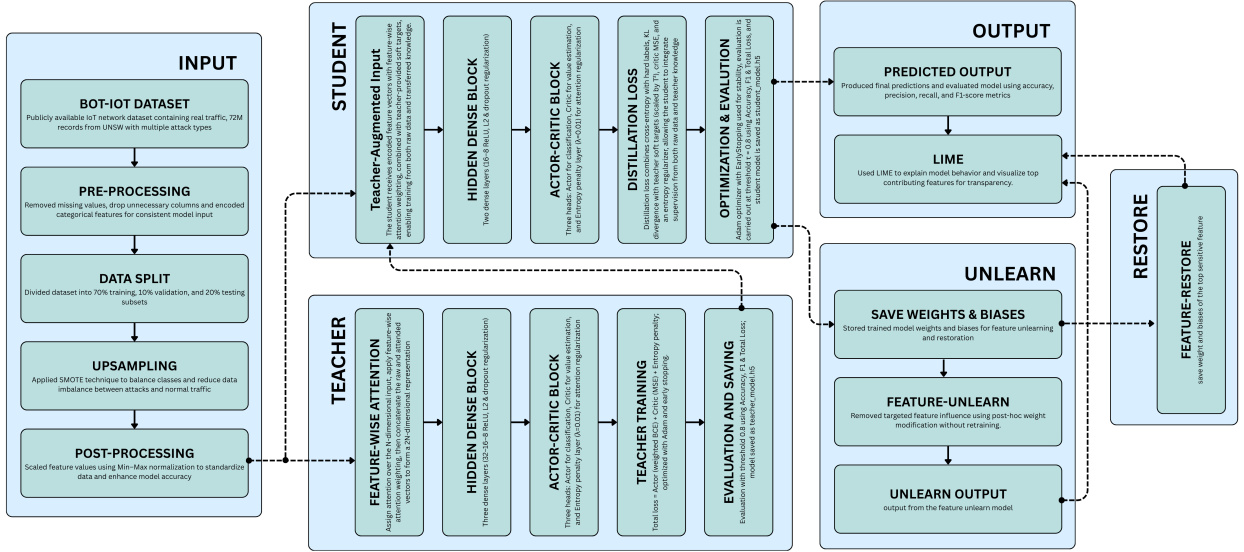 INPUT
BOT-IOT DATASET
Publicly available IoT network dataset containing real traffic, 72M
records from UNSW with multiple attack types
PRE-PROCESSING
Removed missing values, drop unnecessary columns and encoded
categorical features for consistent model input
DATA SPLIT
Divided dataset into 70% training, 10% validation, and 20% testing
subsets
UPSAMPLING
Applied SMOTE technique to balance classes and reduce data
imbalance between attacks and normal traffic
POST-PROCESSING
Scaled feature values using Min–Max normalization to standardize
data and enhance model accuracy
STUDENT
Teacher-Augmented Input
The student receives encoded feature vectors with feature-wise
attention weighting, combined with teacher-provided soft targets,
enabling training from both raw data and transferred knowledge.
HIDDEN DENSE BLOCK
Two dense layers (16–8 ReLU, L2 & dropout regularization)
ACTOR-CRITIC BLOCK
Three heads: Actor for classification, Critic for value estimation,
and Entropy penalty layer (λ=0.01) for attention regularization
DISTILLATION LOSS
Distillation loss combines cross-entropy with hard labels, KL
divergence with teacher soft targets (scaled by T²), critic MSE, and
an entropy regularizer, allowing the student to integrate
supervision from both raw data and teacher knowledge
OPTIMIZATION & EVALUTION
Adam optimizer with EarlyStopping used for stability, evaluation is
carried out at threshold τ = 0.8 using Accuracy, F1 & Total Loss, and
student model is saved as student_model.h5
TEACHER
FEATURE-WISE ATTENTION
Assign attention over the N-dimensional input, apply feature-wise
attention weighting, then concatenate the raw and attended
vectors to form a 2N-dimensional representation
HIDDEN DENSE BLOCK
Three dense layers (32–16–8 ReLU, L2 & dropout regularization)
ACTOR-CRITIC BLOCK
Three heads: Actor for classification, Critic for value estimation,
and Entropy penalty layer (λ=0.01) for attention regularization
TEACHER TRAINING
Total loss = Actor (weighted BCE) + Critic (MSE) + Entropy penalty;
optimized with Adam and early stopping.
EVALUATION AND SAVING
Evaluation with threshold 0.8 using Accuracy, F1 & Total Loss;
model saved as teacher_model.h5
OUTPUT
PREDICTED OUTPUT
Produced final predictions and evaluated model using accuracy,
precision, recall, and F1-score metrics
LIME
Used LIME to explain model behavior and visualize top
contributing features for transparency.
UNLEARN
SAVE WEIGHTS & BIASES
Stored trained model weights and biases for feature unlearning
and restoration
FEATURE-UNLEARN
Removed targeted feature influence using post-hoc weight
modification without retraining.
UNLEARN OUTPUT
output from the feature unlearn model
RESTORE
FEATURE-RESTORE
save weight and biases of the top sensitive feature